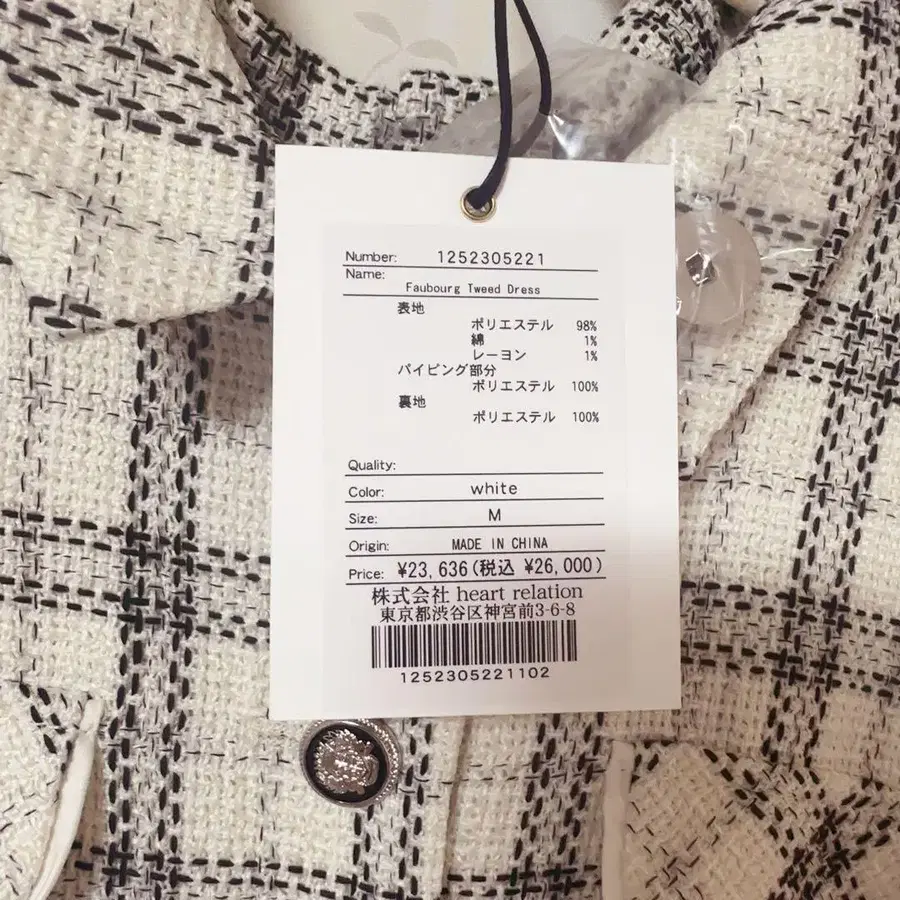 Number: 1252305221
Name:
Faubourg Tweed Dress
表地
ポリエステル 98%
綿 1%
レーヨン 1%
パイピング部分
ポリエステル 100%
裏地
ポリエステル 100%
Quality:
Color: white
Size: M
Origin: MADE IN CHINA
Price: ¥23,636(税込 ¥26,000)
株式会社 heart relation
東京都渋谷区神宮前3-6-8
1252305221102